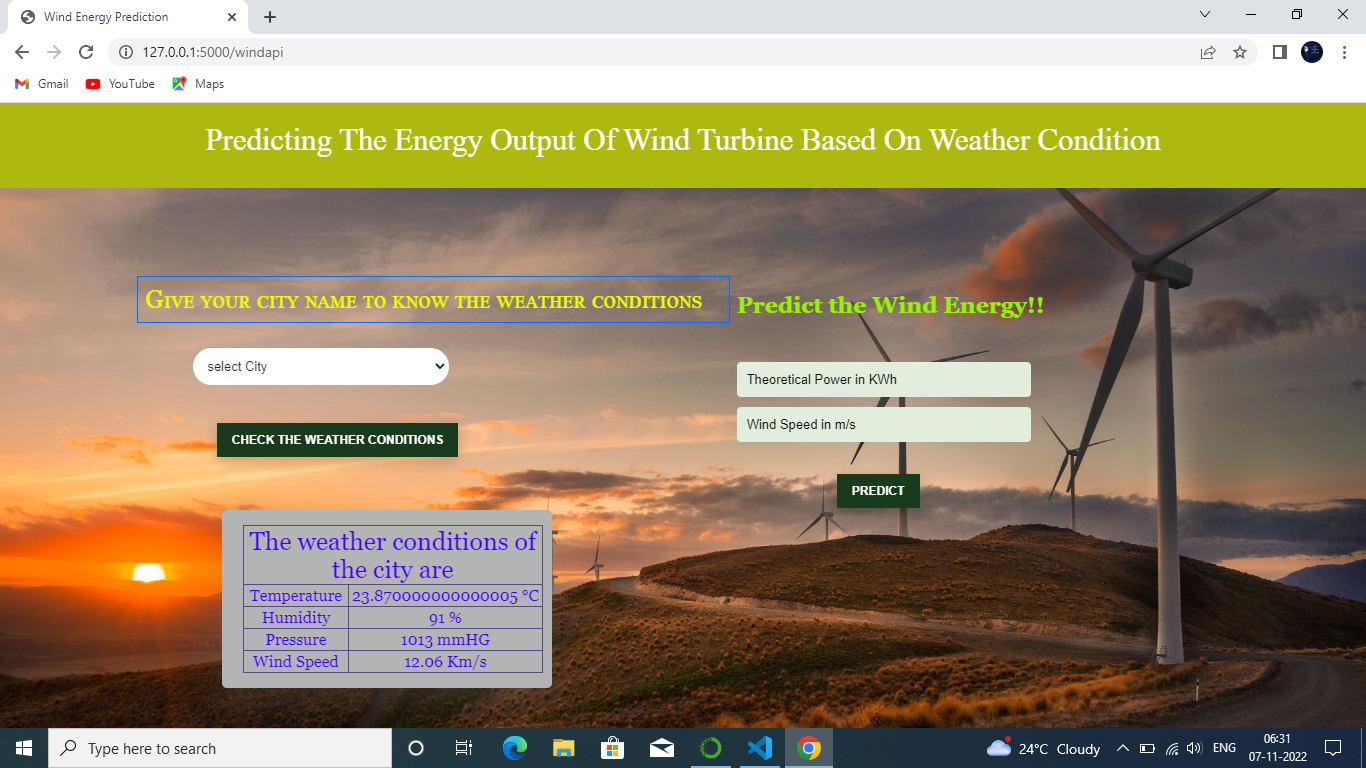 Wind Energy Prediction
127.0.0.1:5000/windapi
Gmail YouTube Maps
Predicting The Energy Output Of Wind Turbine Based On Weather Condition
Give your city name to know the weather conditions
select City
CHECK THE WEATHER CONDITIONS
The weather conditions of
the city are
Temperature 23.870000000000005 °C
Humidity 91 %
Pressure 1013 mmHG
Wind Speed 12.06 Km/s
Predict the Wind Energy!!
Theoretical Power in KWh
Wind Speed in m/s
PREDICT
Type here to search
24°C Cloudy
ENG
06:31
07-11-2022